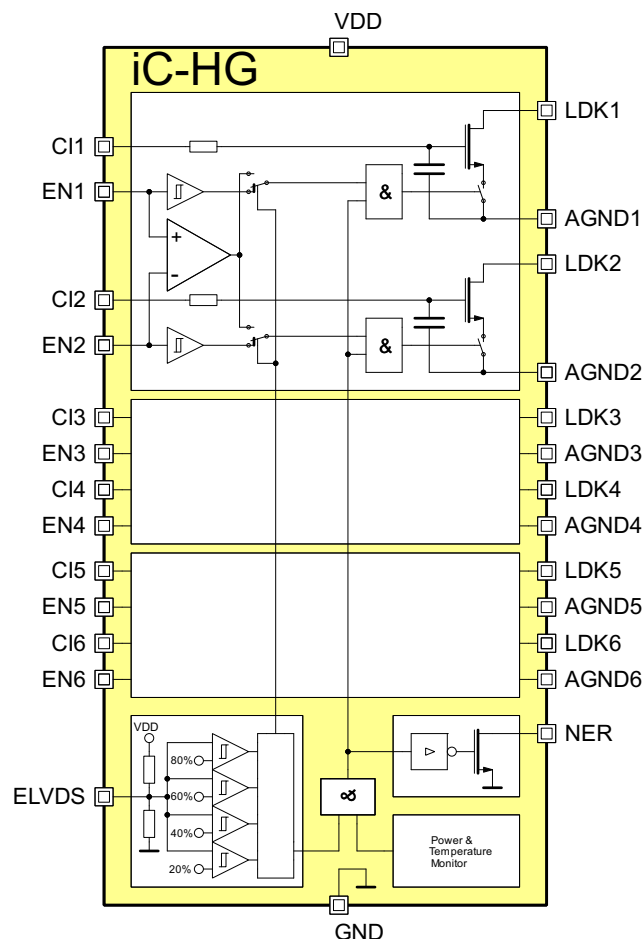 VDD
iC-HG
LDK1
CI1
EN1
&
AGND1
+
-
LDK2
CI2
EN2
&
AGND2
CI3
LDK3
EN3
AGND3
CI4
LDK4
EN4
AGND4
CI5
LDK5
EN5
AGND5
CI6
LDK6
EN6
AGND6
VDD
NER
80%
ELVDS
60%
&
40%
Power &
Temperature
Monitor
20%
GND